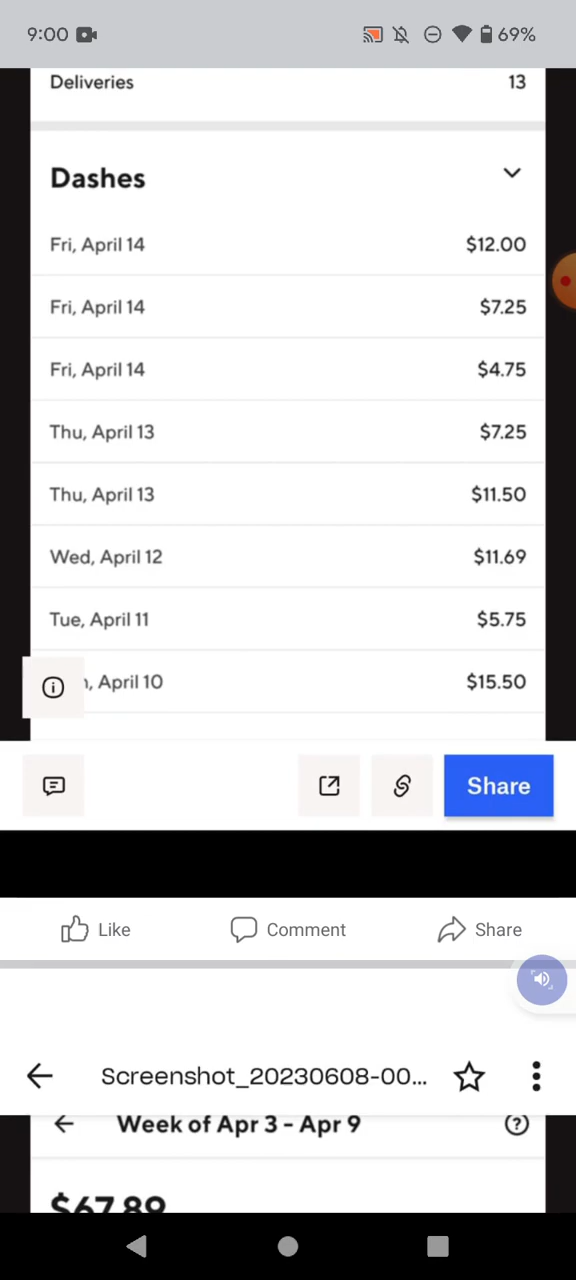 9:00 69%
Deliveries 13
Dashes
Fri, April 14 $12.00
Fri, April 14 $7.25
Fri, April 14 $4.75
Thu, April 13 $7.25
Thu, April 13 $11.50
Wed, April 12 $11.69
Tue, April 11 $5.75
, April 10 $15.50
Share
Like Comment Share
Screenshot_20230608-00...
Week of Apr 3 - Apr 9
$67.89